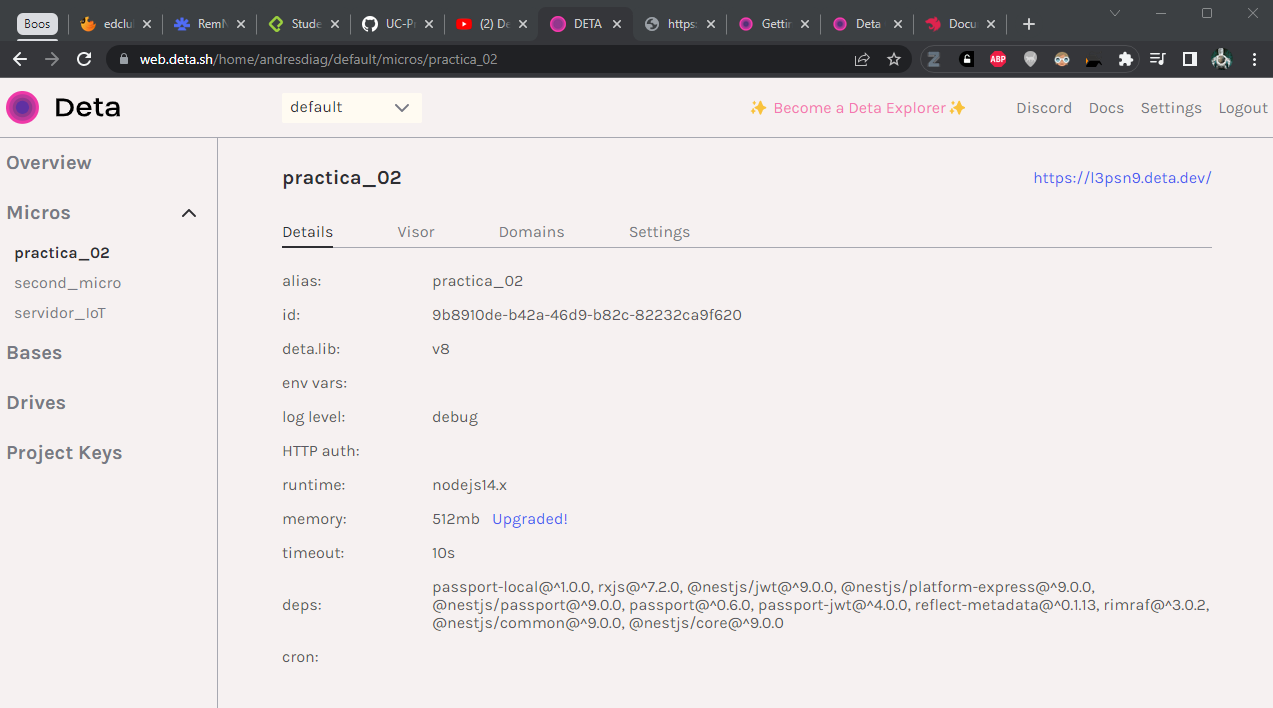 Boos edclu RemN Stude UC-Pr (2) De DETA https: Gettin Deta Docu
web.deta.sh/home/andresdiag/default/micros/practica_02
ABP
Deta default ✨ Become a Deta Explorer ✨ Discord Docs Settings Logout
Overview
Micros
practica_02
second_micro
servidor_IoT
Bases
Drives
Project Keys
practica_02 https://l3psn9.deta.dev/
Details Visor Domains Settings
alias: practica_02
id: 9b8910de-b42a-46d9-b82c-82232ca9f620
deta.lib: v8
env vars:
log level: debug
HTTP auth:
runtime: nodejs14.x
memory: 512mb Upgraded!
timeout: 10s
deps: passport-local@^1.0.0, rxjs@^7.2.0, @nestjs/jwt@^9.0.0, @nestjs/platform-express@^9.0.0,
@nestjs/passport@^9.0.0, passport@^0.6.0, passport-jwt@^4.0.0, reflect-metadata@^0.1.13, rimraf@^3.0.2,
@nestjs/common@^9.0.0, @nestjs/core@^9.0.0
cron: